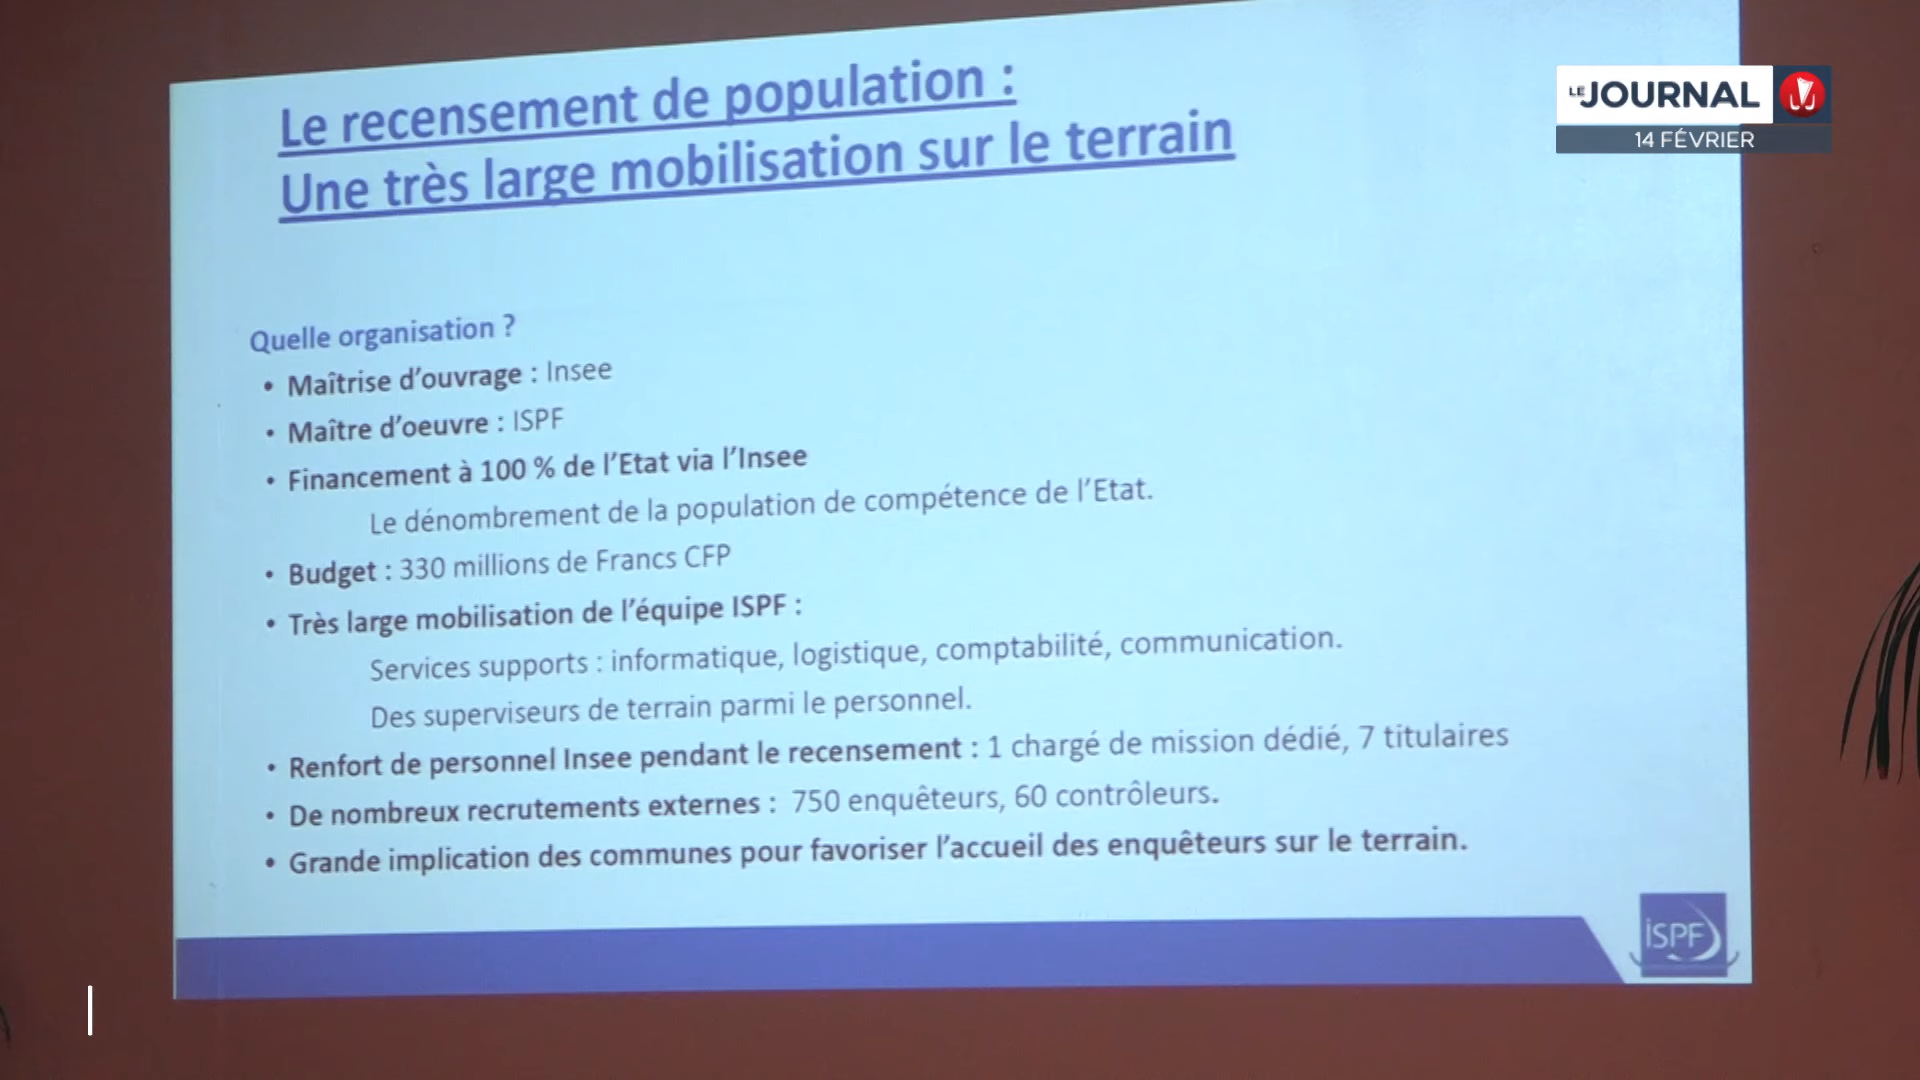 Le recensement de population :
Une très large mobilisation sur le terrain
LE JOURNAL
14 FÉVRIER
Quelle organisation ?
• Maîtrise d'ouvrage : Insee
• Maître d'oeuvre : ISPF
• Financement à 100 % de l'Etat via l'Insee
Le dénombrement de la population de compétence de l'Etat.
• Budget : 330 millions de Francs CFP
• Très large mobilisation de l'équipe ISPF :
Services supports : informatique, logistique, comptabilité, communication.
Des superviseurs de terrain parmi le personnel.
• Renfort de personnel Insee pendant le recensement : 1 chargé de mission dédié, 7 titulaires
• De nombreux recrutements externes : 750 enquêteurs, 60 contrôleurs.
• Grande implication des communes pour favoriser l'accueil des enquêteurs sur le terrain.
iSPF